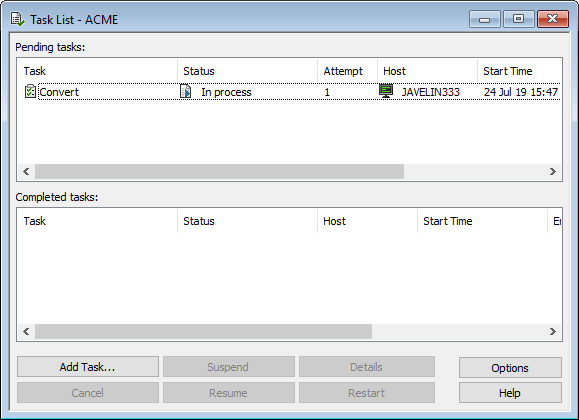 Task List - ACME
Pending tasks:
Task Status Attempt Host Start Time
Convert In process 1 JAVELIN333 24 Jul 19 15:47
Completed tasks:
Task Status Host Start Time
Add Task... Suspend Details Options
Cancel Resume Restart Help